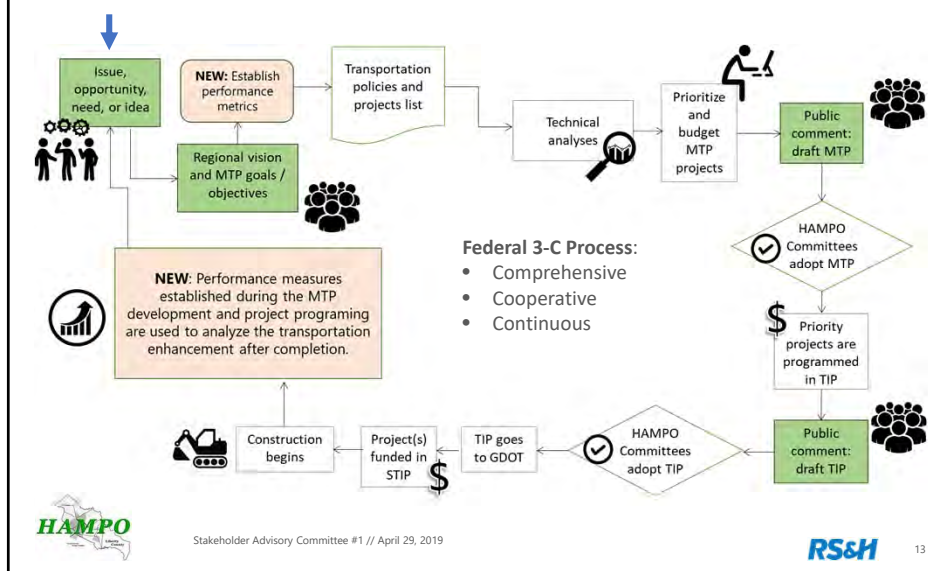 Issue,
opportunity,
need, or idea
NEW: Establish
performance
metrics
Transportation
policies and
projects list
Technical
analyses
Prioritize
and
budget
MTP
projects
Public
comment:
draft MTP
Regional vision
and MTP goals /
objectives
HAMPO
Committees
adopt MTP
Federal 3-C Process:
• Comprehensive
• Cooperative
• Continuous
NEW: Performance measures
established during the MTP
development and project programing
are used to analyze the transportation
enhancement after completion.
$
Priority
projects are
programmed
in TIP
Public
comment:
draft TIP
HAMPO
Committees
adopt TIP
TIP goes
to GDOT
Project(s)
funded in
STIP
$
Construction
begins
HAMPO
Stakeholder Advisory Committee #1 // April 29, 2019
RS&H
13